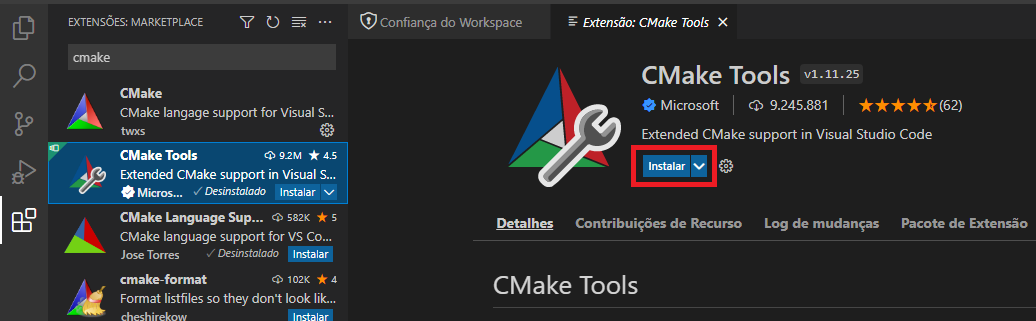 EXTENSÕES: MARKETPLACE
cmake
CMake
CMake langage support for Visual S...
twxs
CMake Tools 9.2M 4.5
Extended CMake support in Visual S...
Micros... Desinstalado Instalar
CMake Language Sup... 582K 5
CMake language support for VS Co...
Jose Torres Desinstalado Instalar
cmake-format 102K 4
Format listfiles so they don't look lik...
cheshirekow Instalar
Confiança do Workspace
Extensão: CMake Tools
CMake Tools v1.11.25
Microsoft 9.245.881 (62)
Extended CMake support in Visual Studio Code
Instalar
Detalhes Contribuições de Recurso Log de mudanças Pacote de Extensão
CMake Tools